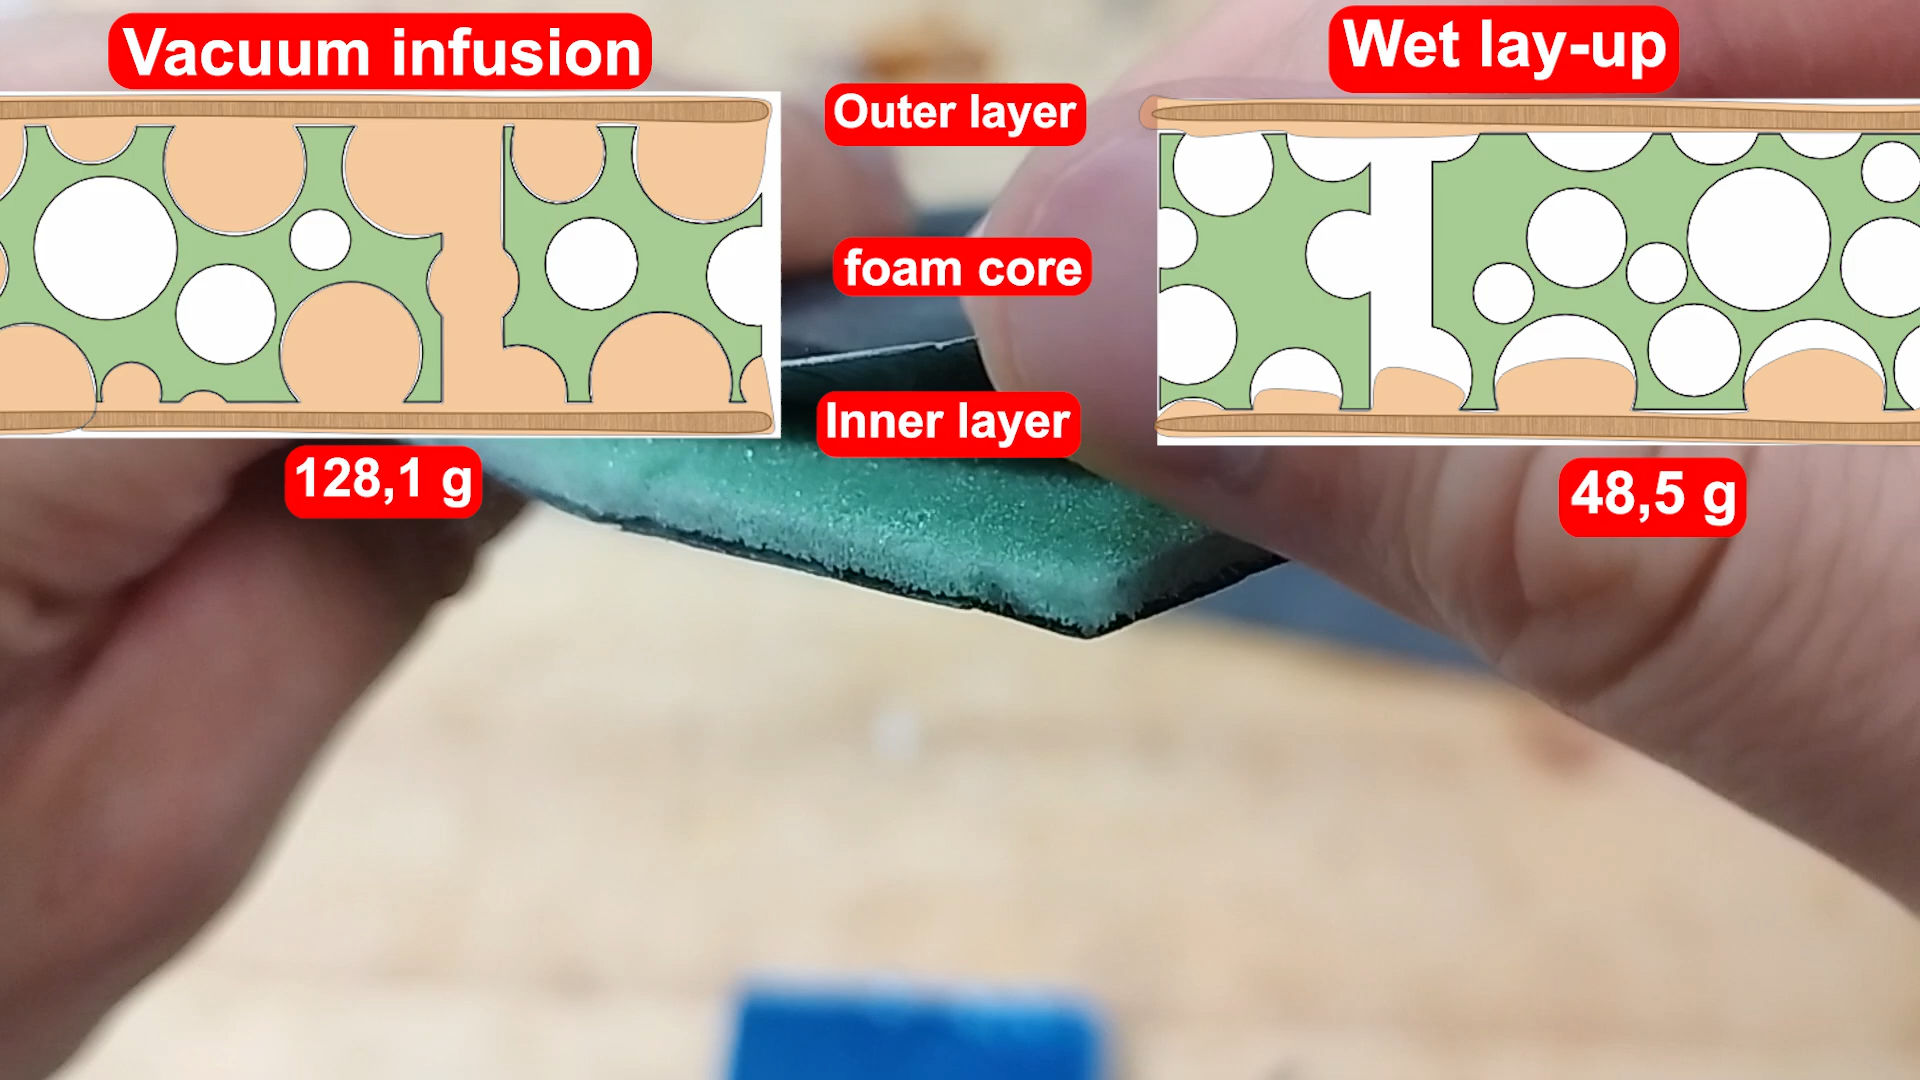 Vacuum infusion
Wet lay-up
Outer layer
foam core
Inner layer
128,1 g
48,5 g